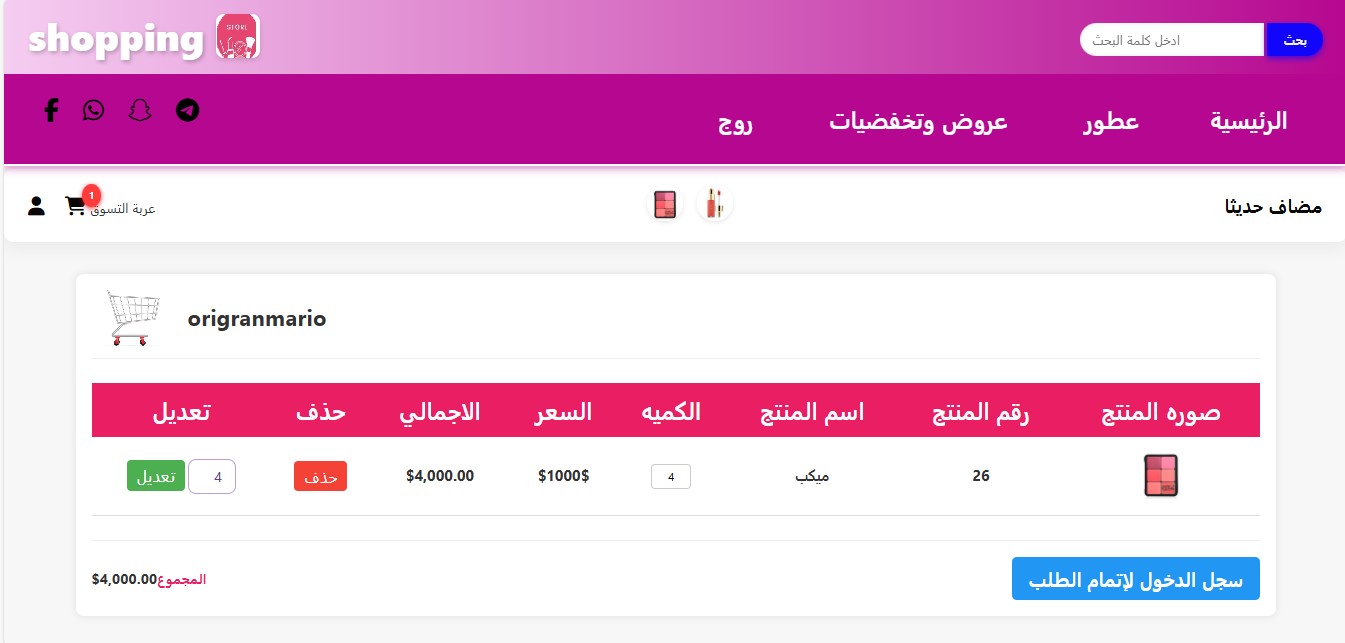 shopping
STORE
بحث
ادخل كلمة البحث
الرئيسية
عطور
عروض وتخفضيات
روج
مضاف حديثا
عربة التسوق
1
origranmario
صوره المنتج
رقم المنتج
اسم المنتج
الكميه
السعر
الاجمالي
حذف
تعديل
26
ميكب
4
$1000$
$4,000.00
حذف
4
تعديل
سجل الدخول لإتمام الطلب
المجموع$4,000.00